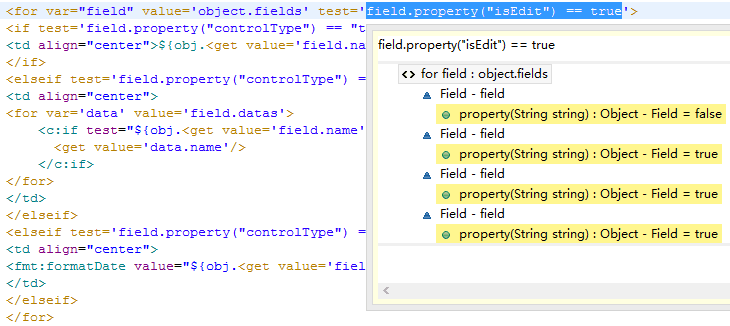 <for var="field" value='object.fields' test='field.property("isEdit") == true'>
<if test='field.property("controlType") == "t
<td align="center">${obj.<get value='field.na
</if>
<elseif test='field.property("controlType") =
<td align="center">
<for var='data' value='field.datas'>
<c:if test="${obj.<get value='field.name'
<get value='data.name'/>
</c:if>
</for>
</td>
</elseif>
<elseif test='field.property("controlType") =
<td align="center">
<fmt:formatDate value="${obj.<get value='fiel
</td>
</elseif>
</for>
field.property("isEdit") == true
<> for field : object.fields
Field - field
property(String string) : Object - Field = false
Field - field
property(String string) : Object - Field = true
Field - field
property(String string) : Object - Field = true
Field - field
property(String string) : Object - Field = true